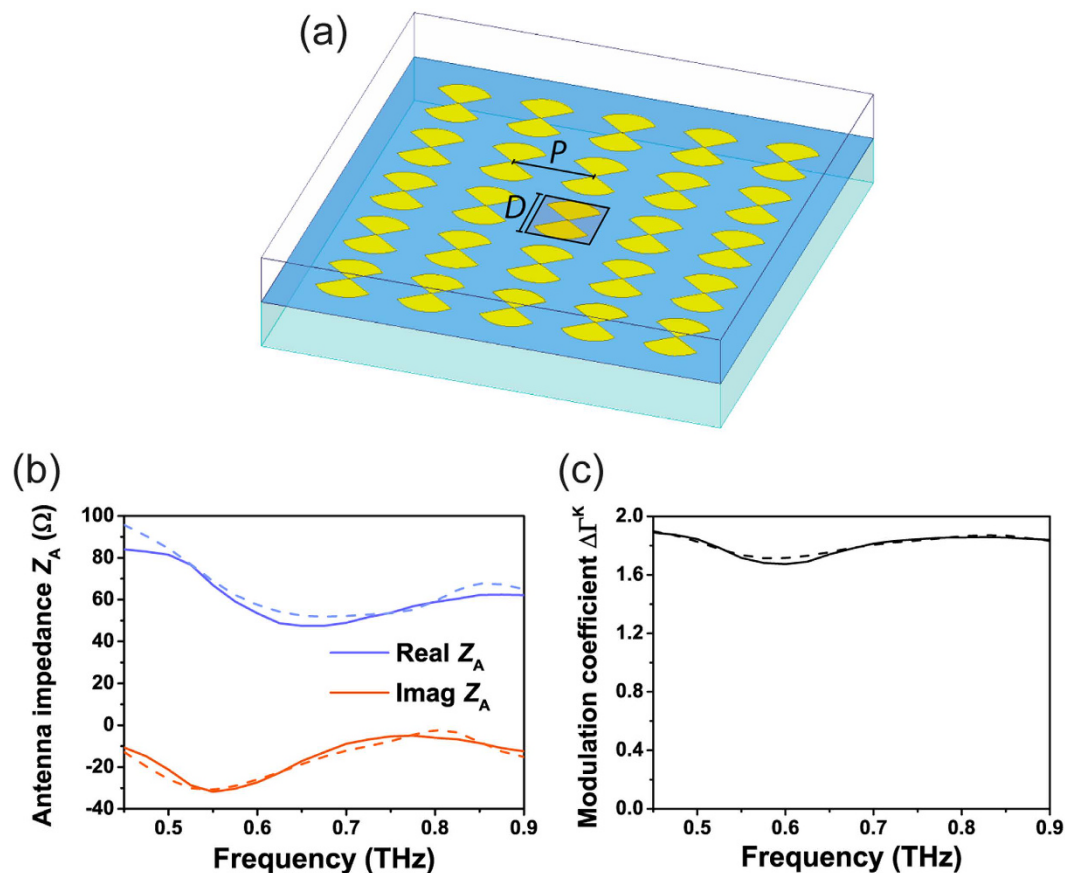 (a)
P
D
(b)
Antenna impedance Z_A (Ω)
100
80
60
40
20
0
-20
-40
Real Z_A
Imag Z_A
0.5
0.6
0.7
0.8
0.9
Frequency (THz)
(c)
Modulation coefficient ΔΓ^K
2.0
1.6
1.2
0.8
0.4
0.0
0.5
0.6
0.7
0.8
0.9
Frequency (THz)